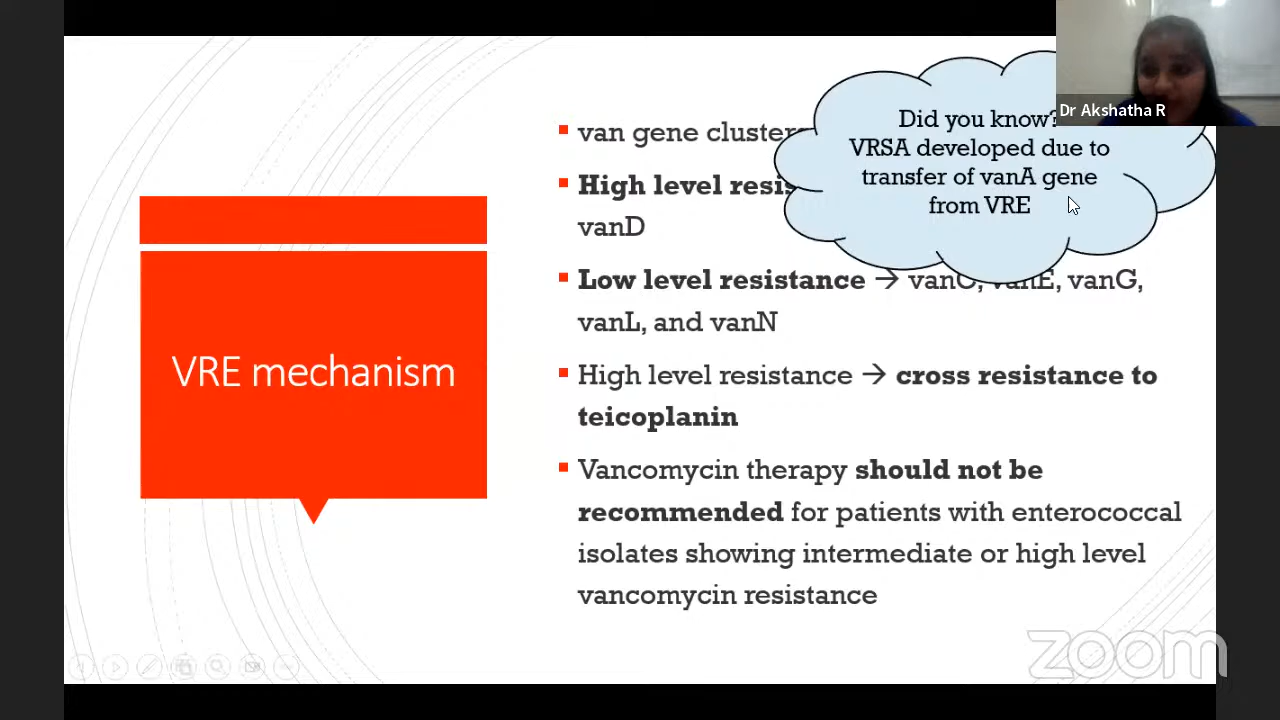 Dr Akshatha R
Did you know?
VRSA developed due to
transfer of vanA gene
from VRE
VRE mechanism
van gene clusters
High level resis
vanD
Low level resistance → vanC, vanE, vanG,
vanL, and vanN
High level resistance → cross resistance to
teicoplanin
Vancomycin therapy should not be
recommended for patients with enterococcal
isolates showing intermediate or high level
vancomycin resistance
zoom